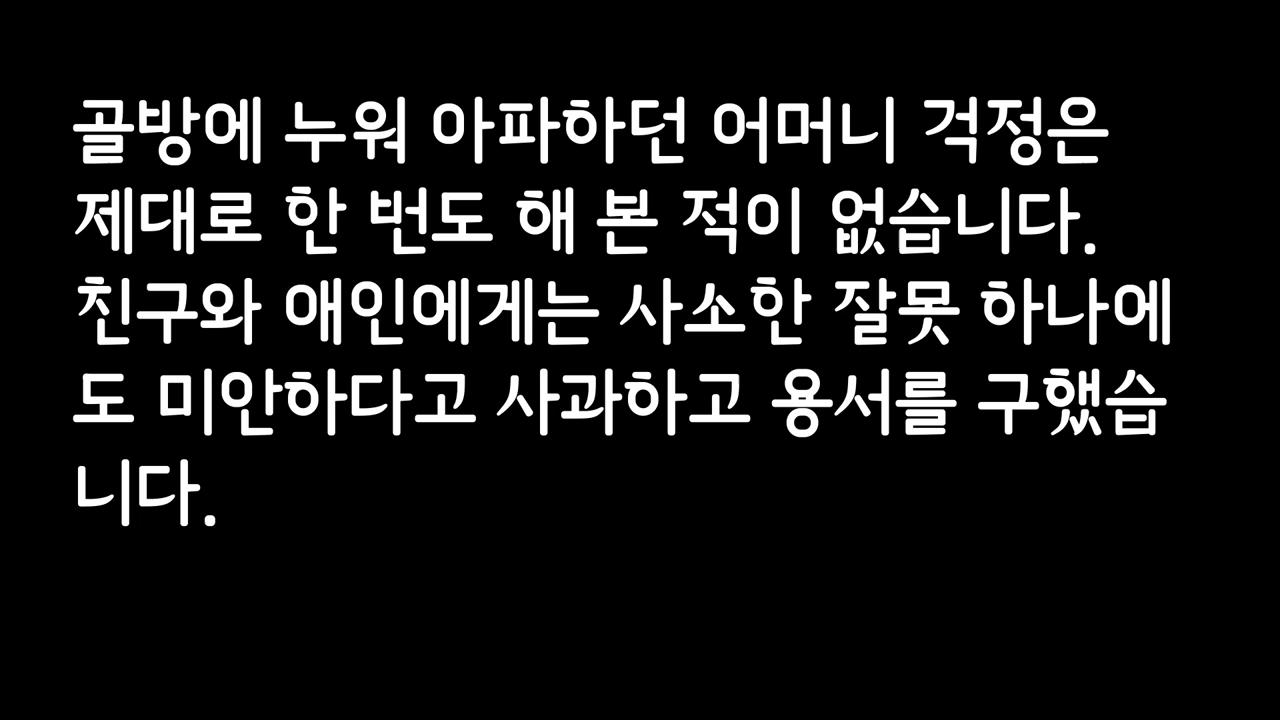 골방에 누워 아파하던 어머니 걱정은
제대로 한 번도 해 본 적이 없습니다.
친구와 애인에게는 사소한 잘못 하나에
도 미안하다고 사과하고 용서를 구했습
니다.